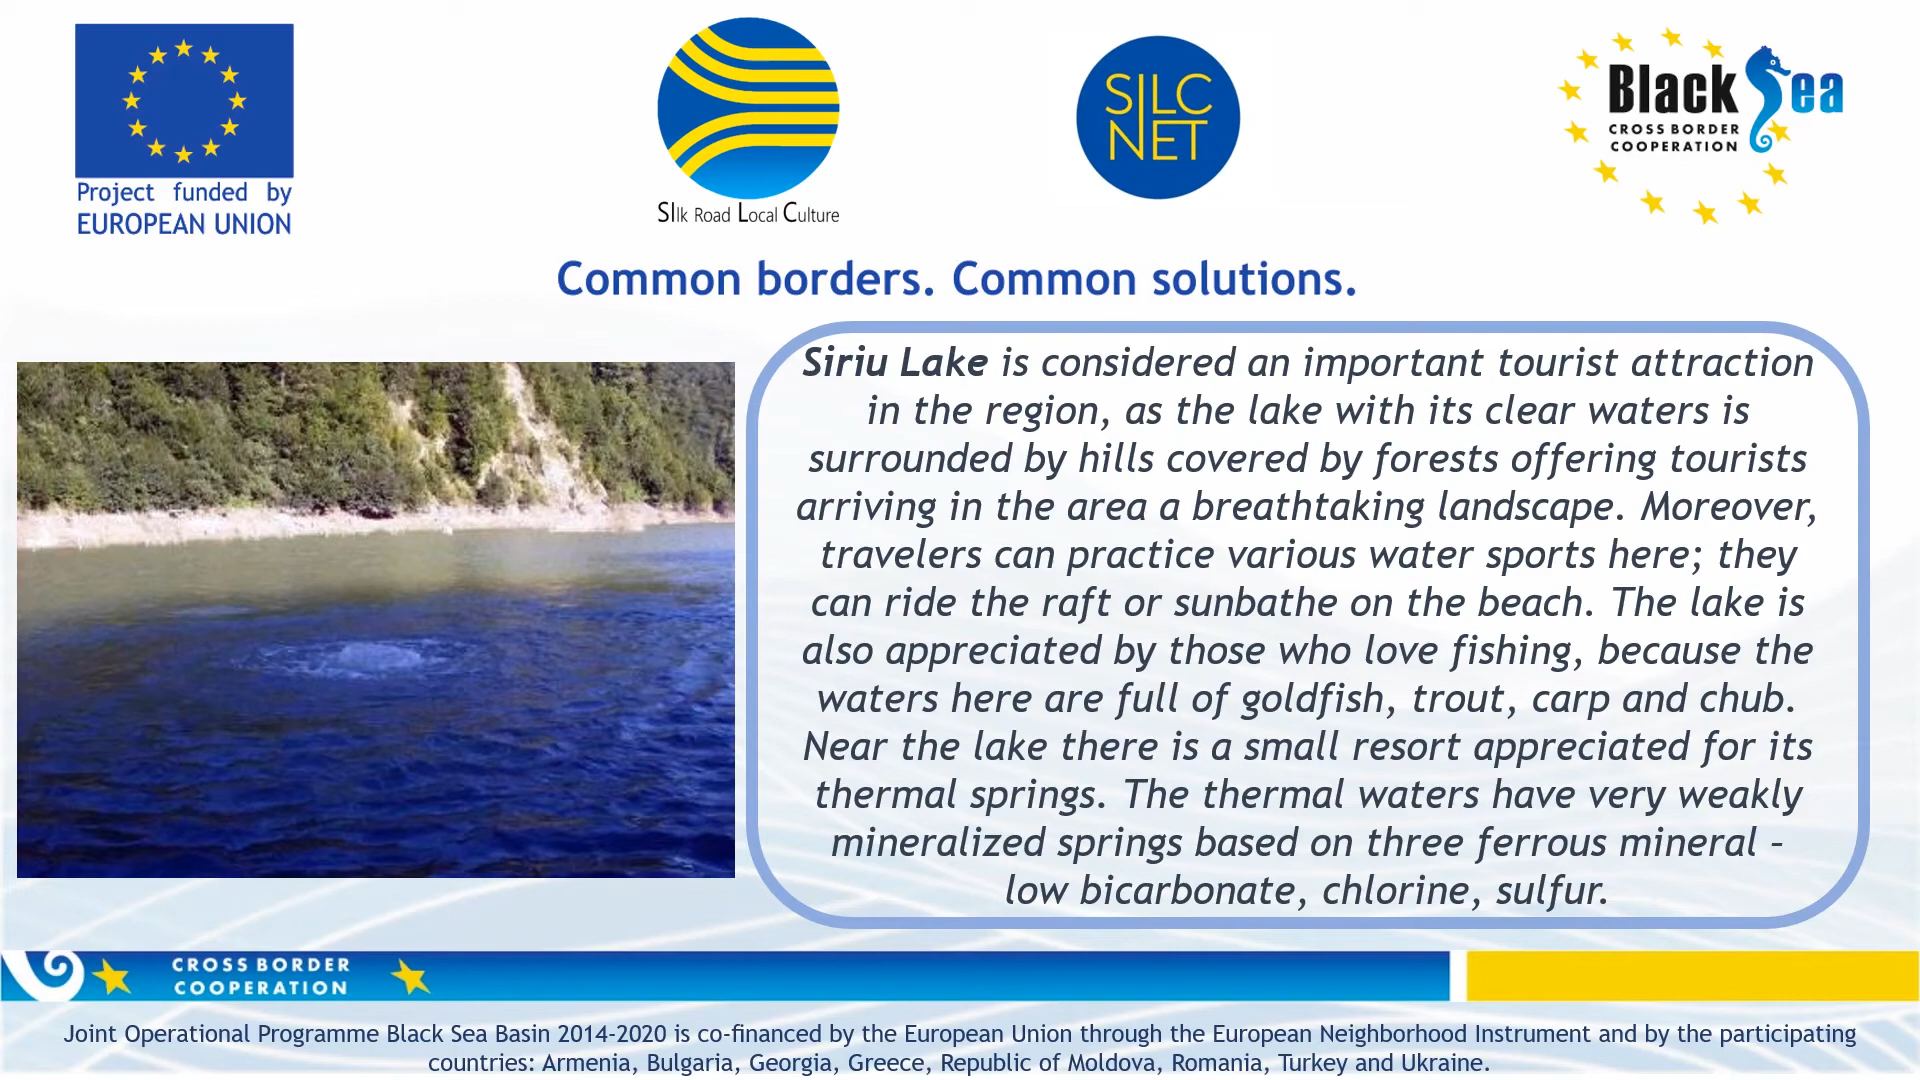 Project funded by
EUROPEAN UNION
SIlk Road Local Culture
SILC
NET
Black Sea
CROSS BORDER
COOPERATION
Common borders. Common solutions.
Siriu Lake is considered an important tourist attraction
in the region, as the lake with its clear waters is
surrounded by hills covered by forests offering tourists
arriving in the area a breathtaking landscape. Moreover,
travelers can practice various water sports here; they
can ride the raft or sunbathe on the beach. The lake is
also appreciated by those who love fishing, because the
waters here are full of goldfish, trout, carp and chub.
Near the lake there is a small resort appreciated for its
thermal springs. The thermal waters have very weakly
mineralized springs based on three ferrous mineral –
low bicarbonate, chlorine, sulfur.
CROSS BORDER
COOPERATION
Joint Operational Programme Black Sea Basin 2014-2020 is co-financed by the European Union through the European Neighborhood Instrument and by the participating
countries: Armenia, Bulgaria, Georgia, Greece, Republic of Moldova, Romania, Turkey and Ukraine.